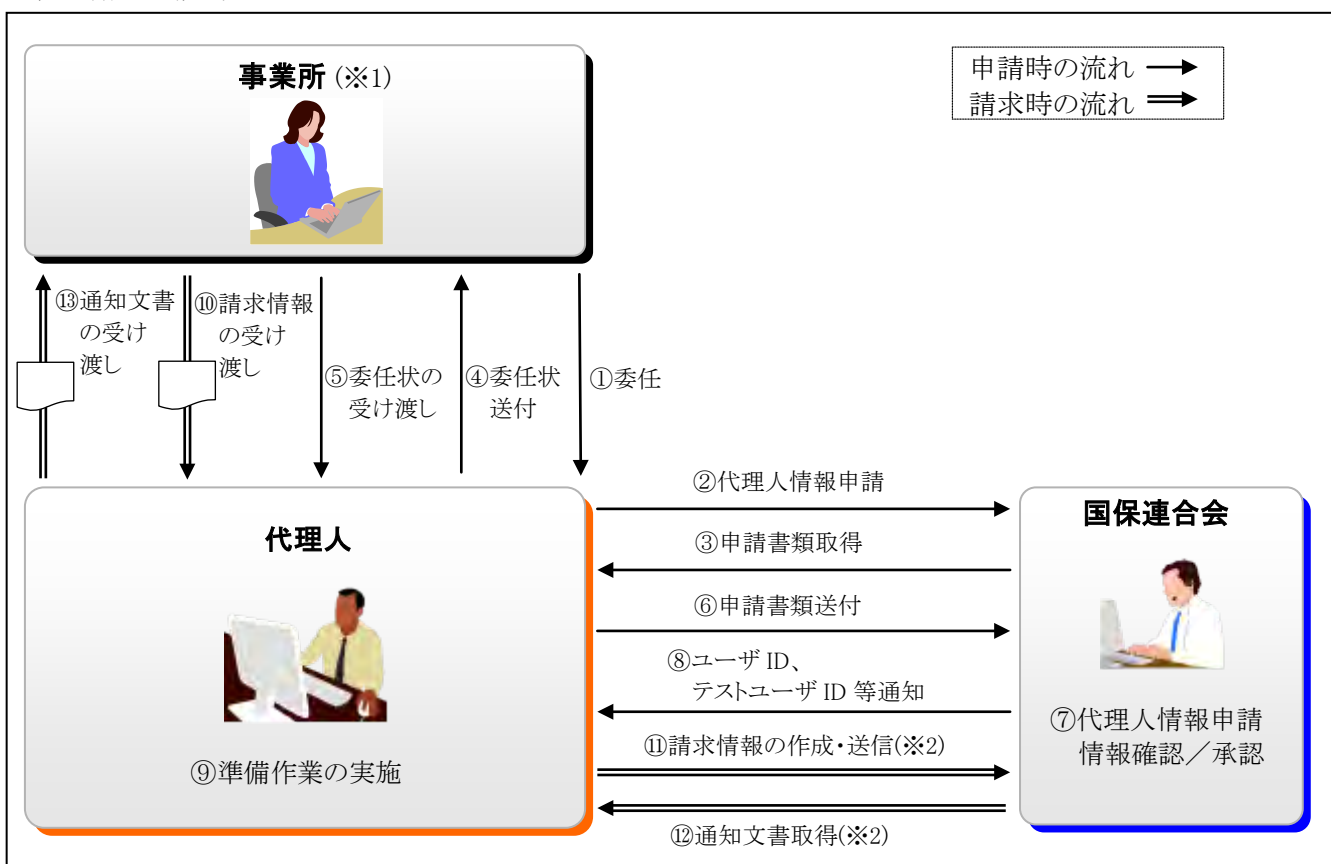 事業所 (※1)
申請時の流れ
請求時の流れ
⑬通知文書
の受け
渡し
⑩請求情報
の受け
渡し
⑤委任状の
受け渡し
④委任状
送付
①委任
代理人
⑨準備作業の実施
②代理人情報申請
③申請書類取得
⑥申請書類送付
⑧ユーザ ID、
テストユーザ ID 等通知
⑪請求情報の作成・送信(※2)
⑫通知文書取得(※2)
国保連合会
⑦代理人情報申請
情報確認／承認